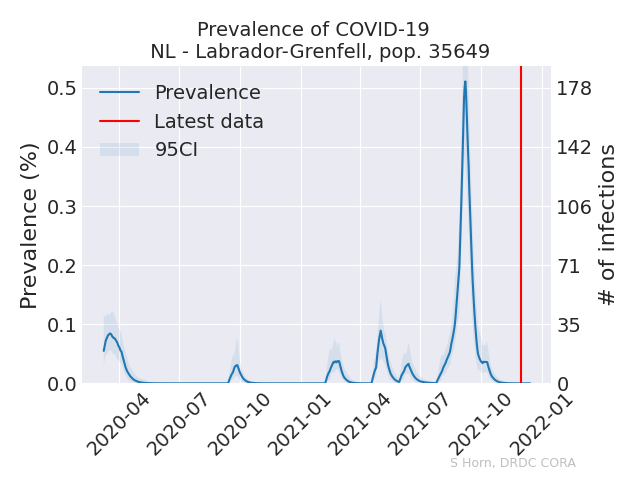 Prevalence of COVID-19
NL - Labrador-Grenfell, pop. 35649
Prevalence
Latest data
95CI
Prevalence (%)
0.5
0.4
0.3
0.2
0.1
0.0
178
142
106
71
35
0
# of infections
2020-04
2020-07
2020-10
2021-01
2021-04
2021-07
2021-10
2022-01
S Horn, DRDC CORA